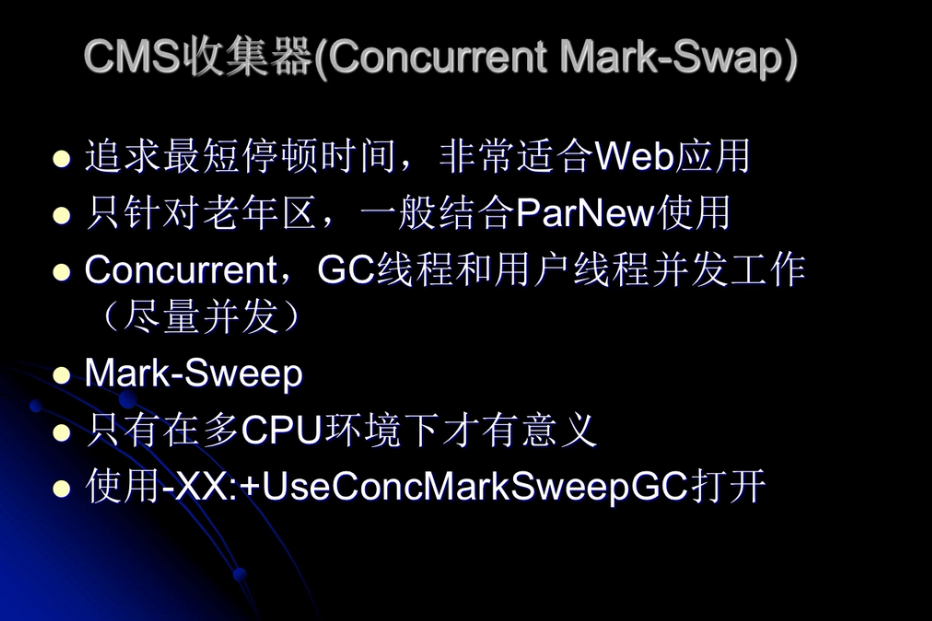 CMS收集器(Concurrent Mark-Swap)
追求最短停顿时间，非常适合Web应用
只针对老年区，一般结合ParNew使用
Concurrent，GC线程和用户线程并发工作
（尽量并发）
Mark-Sweep
只有在多CPU环境下才有意义
使用-XX:+UseConcMarkSweepGC打开